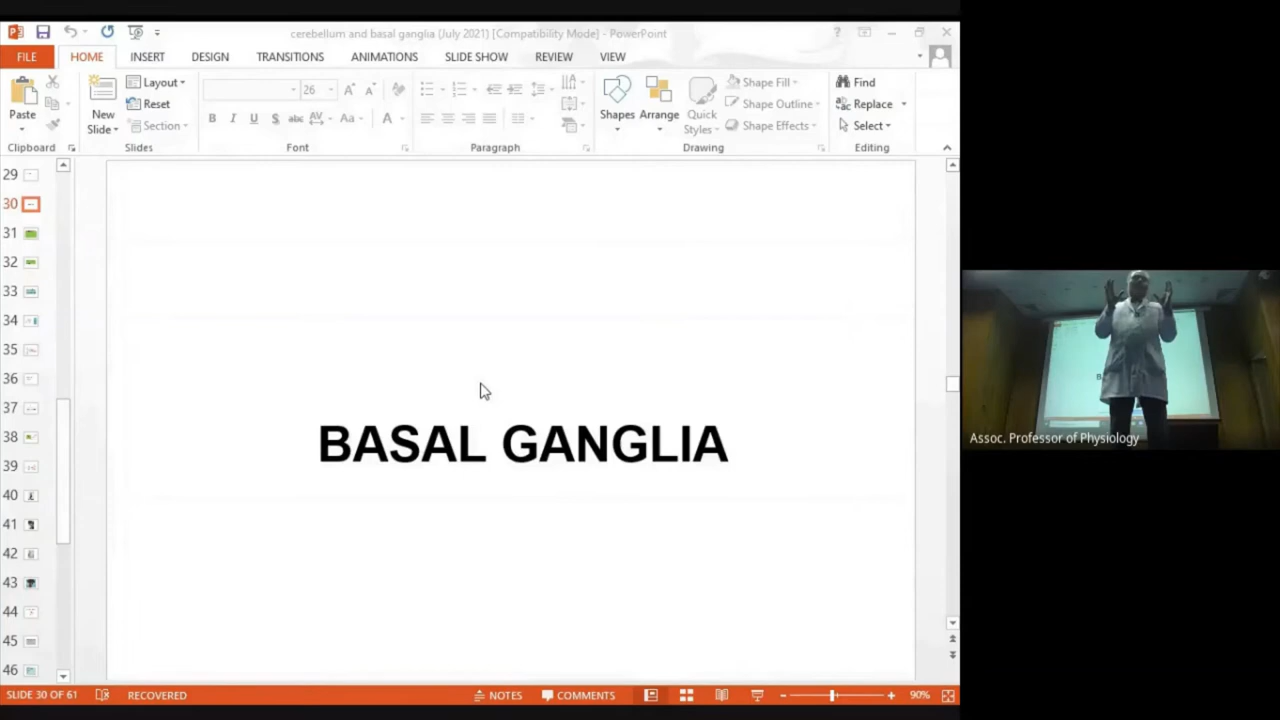 cerebellum and basal ganglia (July 2021) [Compatibility Mode] - PowerPoint
?
FILE HOME INSERT DESIGN TRANSITIONS ANIMATIONS SLIDE SHOW REVIEW VIEW
Paste
New
Slide
Layout
Reset
Section
26
B I U S abc AV Aa A
Shapes
Arrange
Quick
Styles
Shape Fill
Shape Outline
Shape Effects
Find
Replace
Select
Clipboard Slides Font Paragraph Drawing Editing
29
30
31
32
33
34
35
36
37
38
39
40
41
42
43
44
45
46
BASAL GANGLIA
Assoc. Professor of Physiology
SLIDE 30 OF 61 RECOVERED NOTES COMMENTS 90%